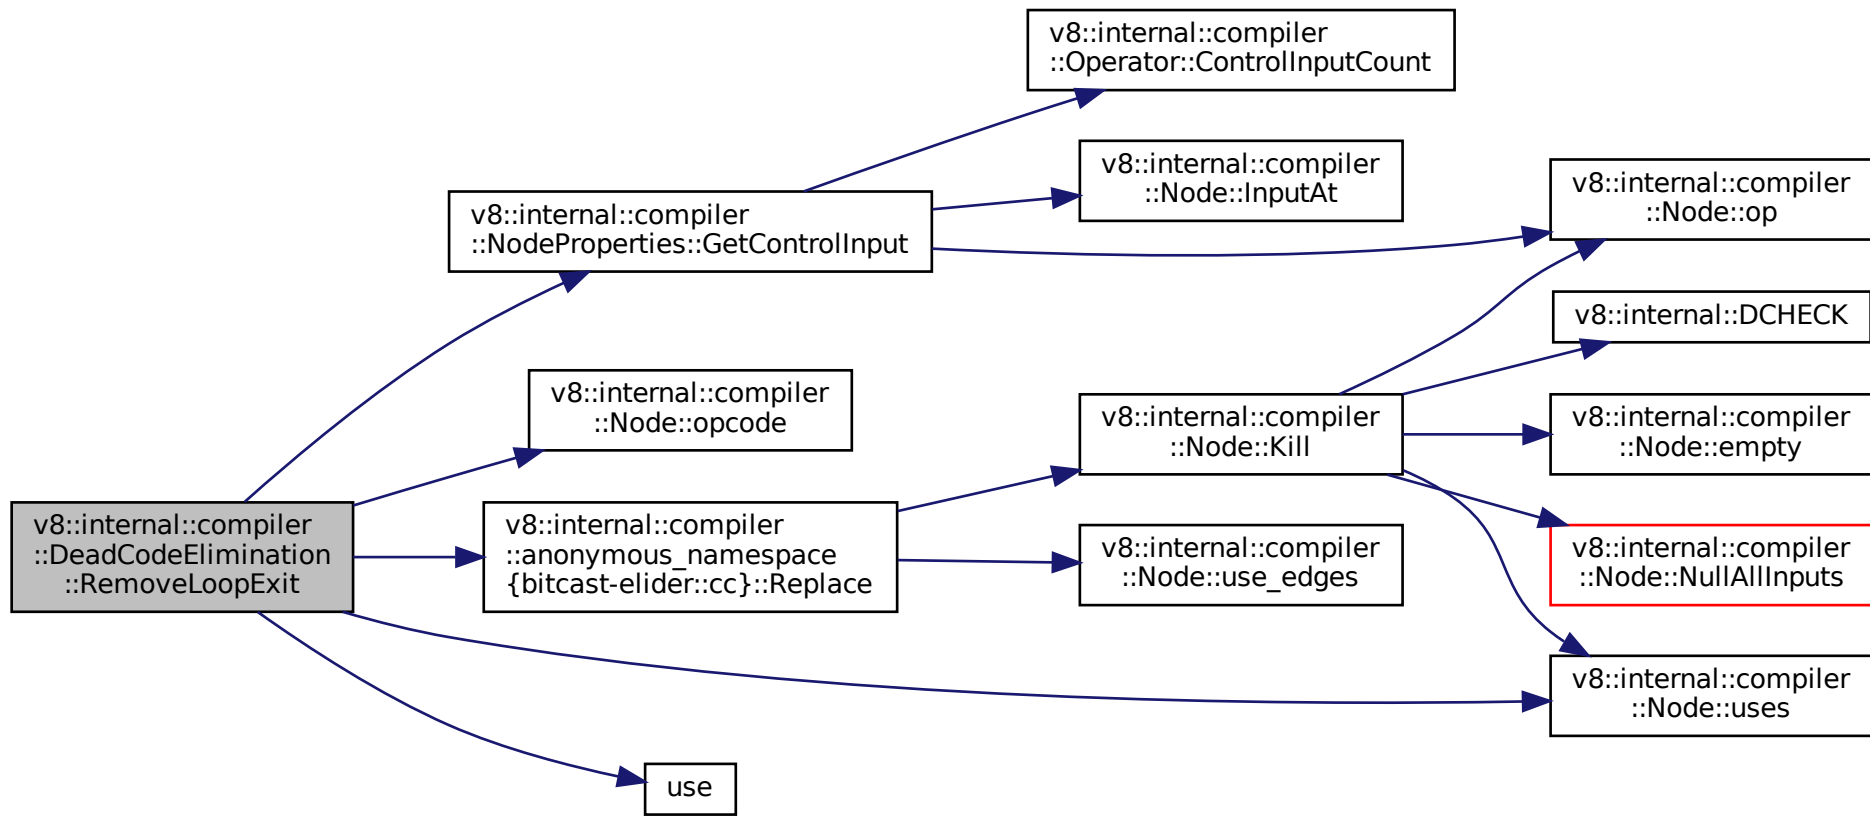 v8::internal::compiler
::Operator::ControlInputCount
v8::internal::compiler
::Node::InputAt
v8::internal::compiler
::Node::op
v8::internal::compiler
::NodeProperties::GetControlInput
v8::internal::DCHECK
v8::internal::compiler
::Node::opcode
v8::internal::compiler
::Node::Kill
v8::internal::compiler
::Node::empty
v8::internal::compiler
::DeadCodeElimination
::RemoveLoopExit
v8::internal::compiler
::anonymous_namespace
{bitcast-elider::cc}::Replace
v8::internal::compiler
::Node::use_edges
v8::internal::compiler
::Node::NullAllInputs
v8::internal::compiler
::Node::uses
use